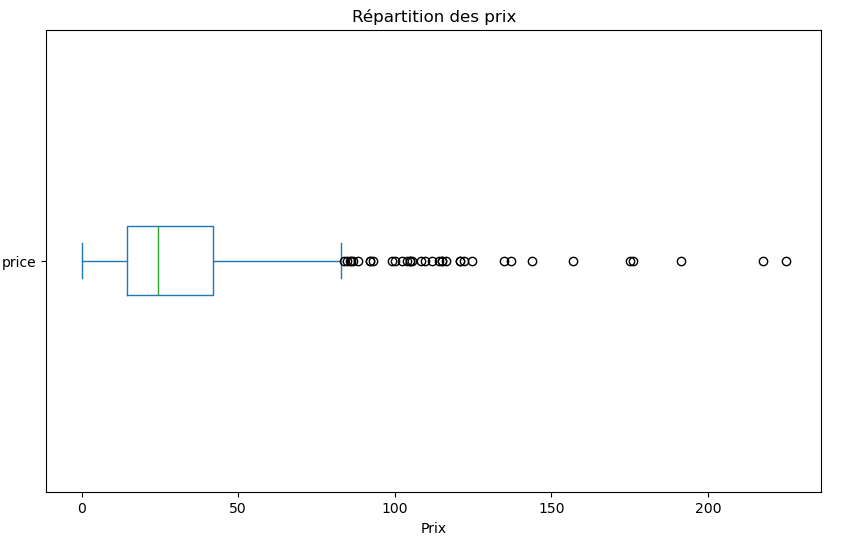 Répartition des prix
price
0 50 100 150 200
Prix